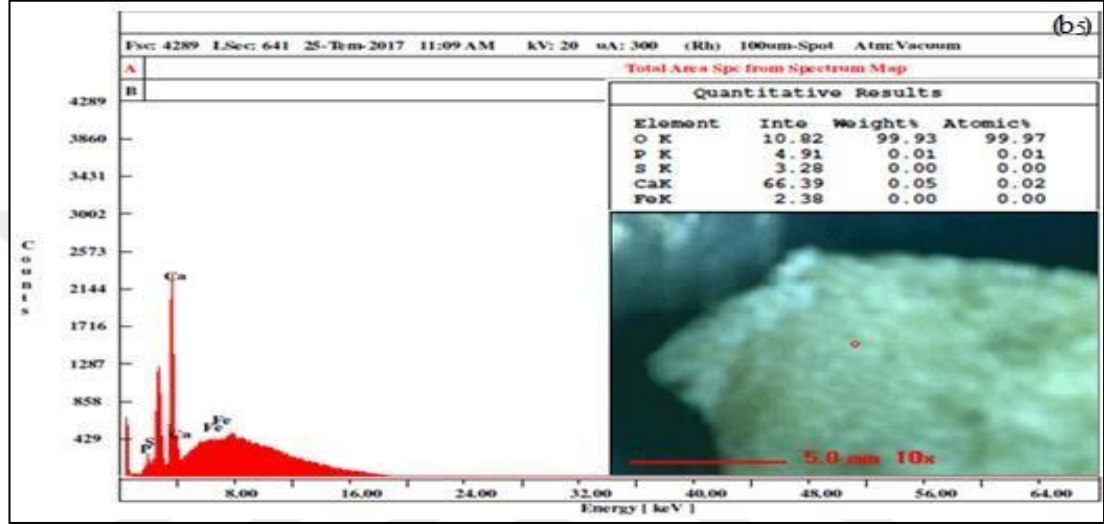 (b5)
Fsc: 4289 LSec: 641 25-Tem-2017 11:09 AM kV: 20 uA: 300 (Rh) 100um-Spot Atm:Vacuum
A Total Area Spc from Spectrum Map
B
Quantitative Results
Element Inte Weight% Atomic%
O K 10.82 99.93 99.97
P K 4.91 0.01 0.01
S K 3.28 0.00 0.00
CaK 66.39 0.05 0.02
FeK 2.38 0.00 0.00
4289
3860
3431
3002
2573
2144
1716
1287
858
429
Counts
Ca
P
S
Ca
Fe
Fe
5.0 mm 10x
8.00 16.00 24.00 32.00 40.00 48.00 56.00 64.00
Energy [keV]